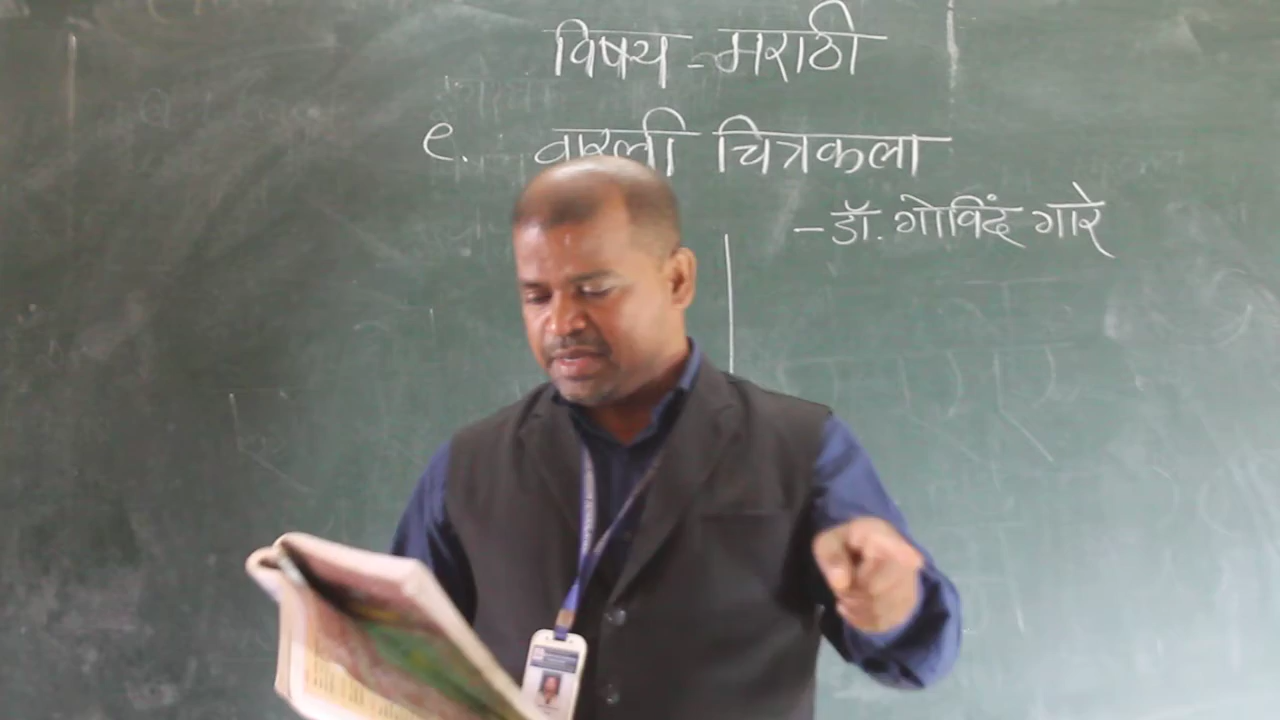 विषय - मराठी
९. वारली चित्रकला
- डॉ. गोविंद गारे